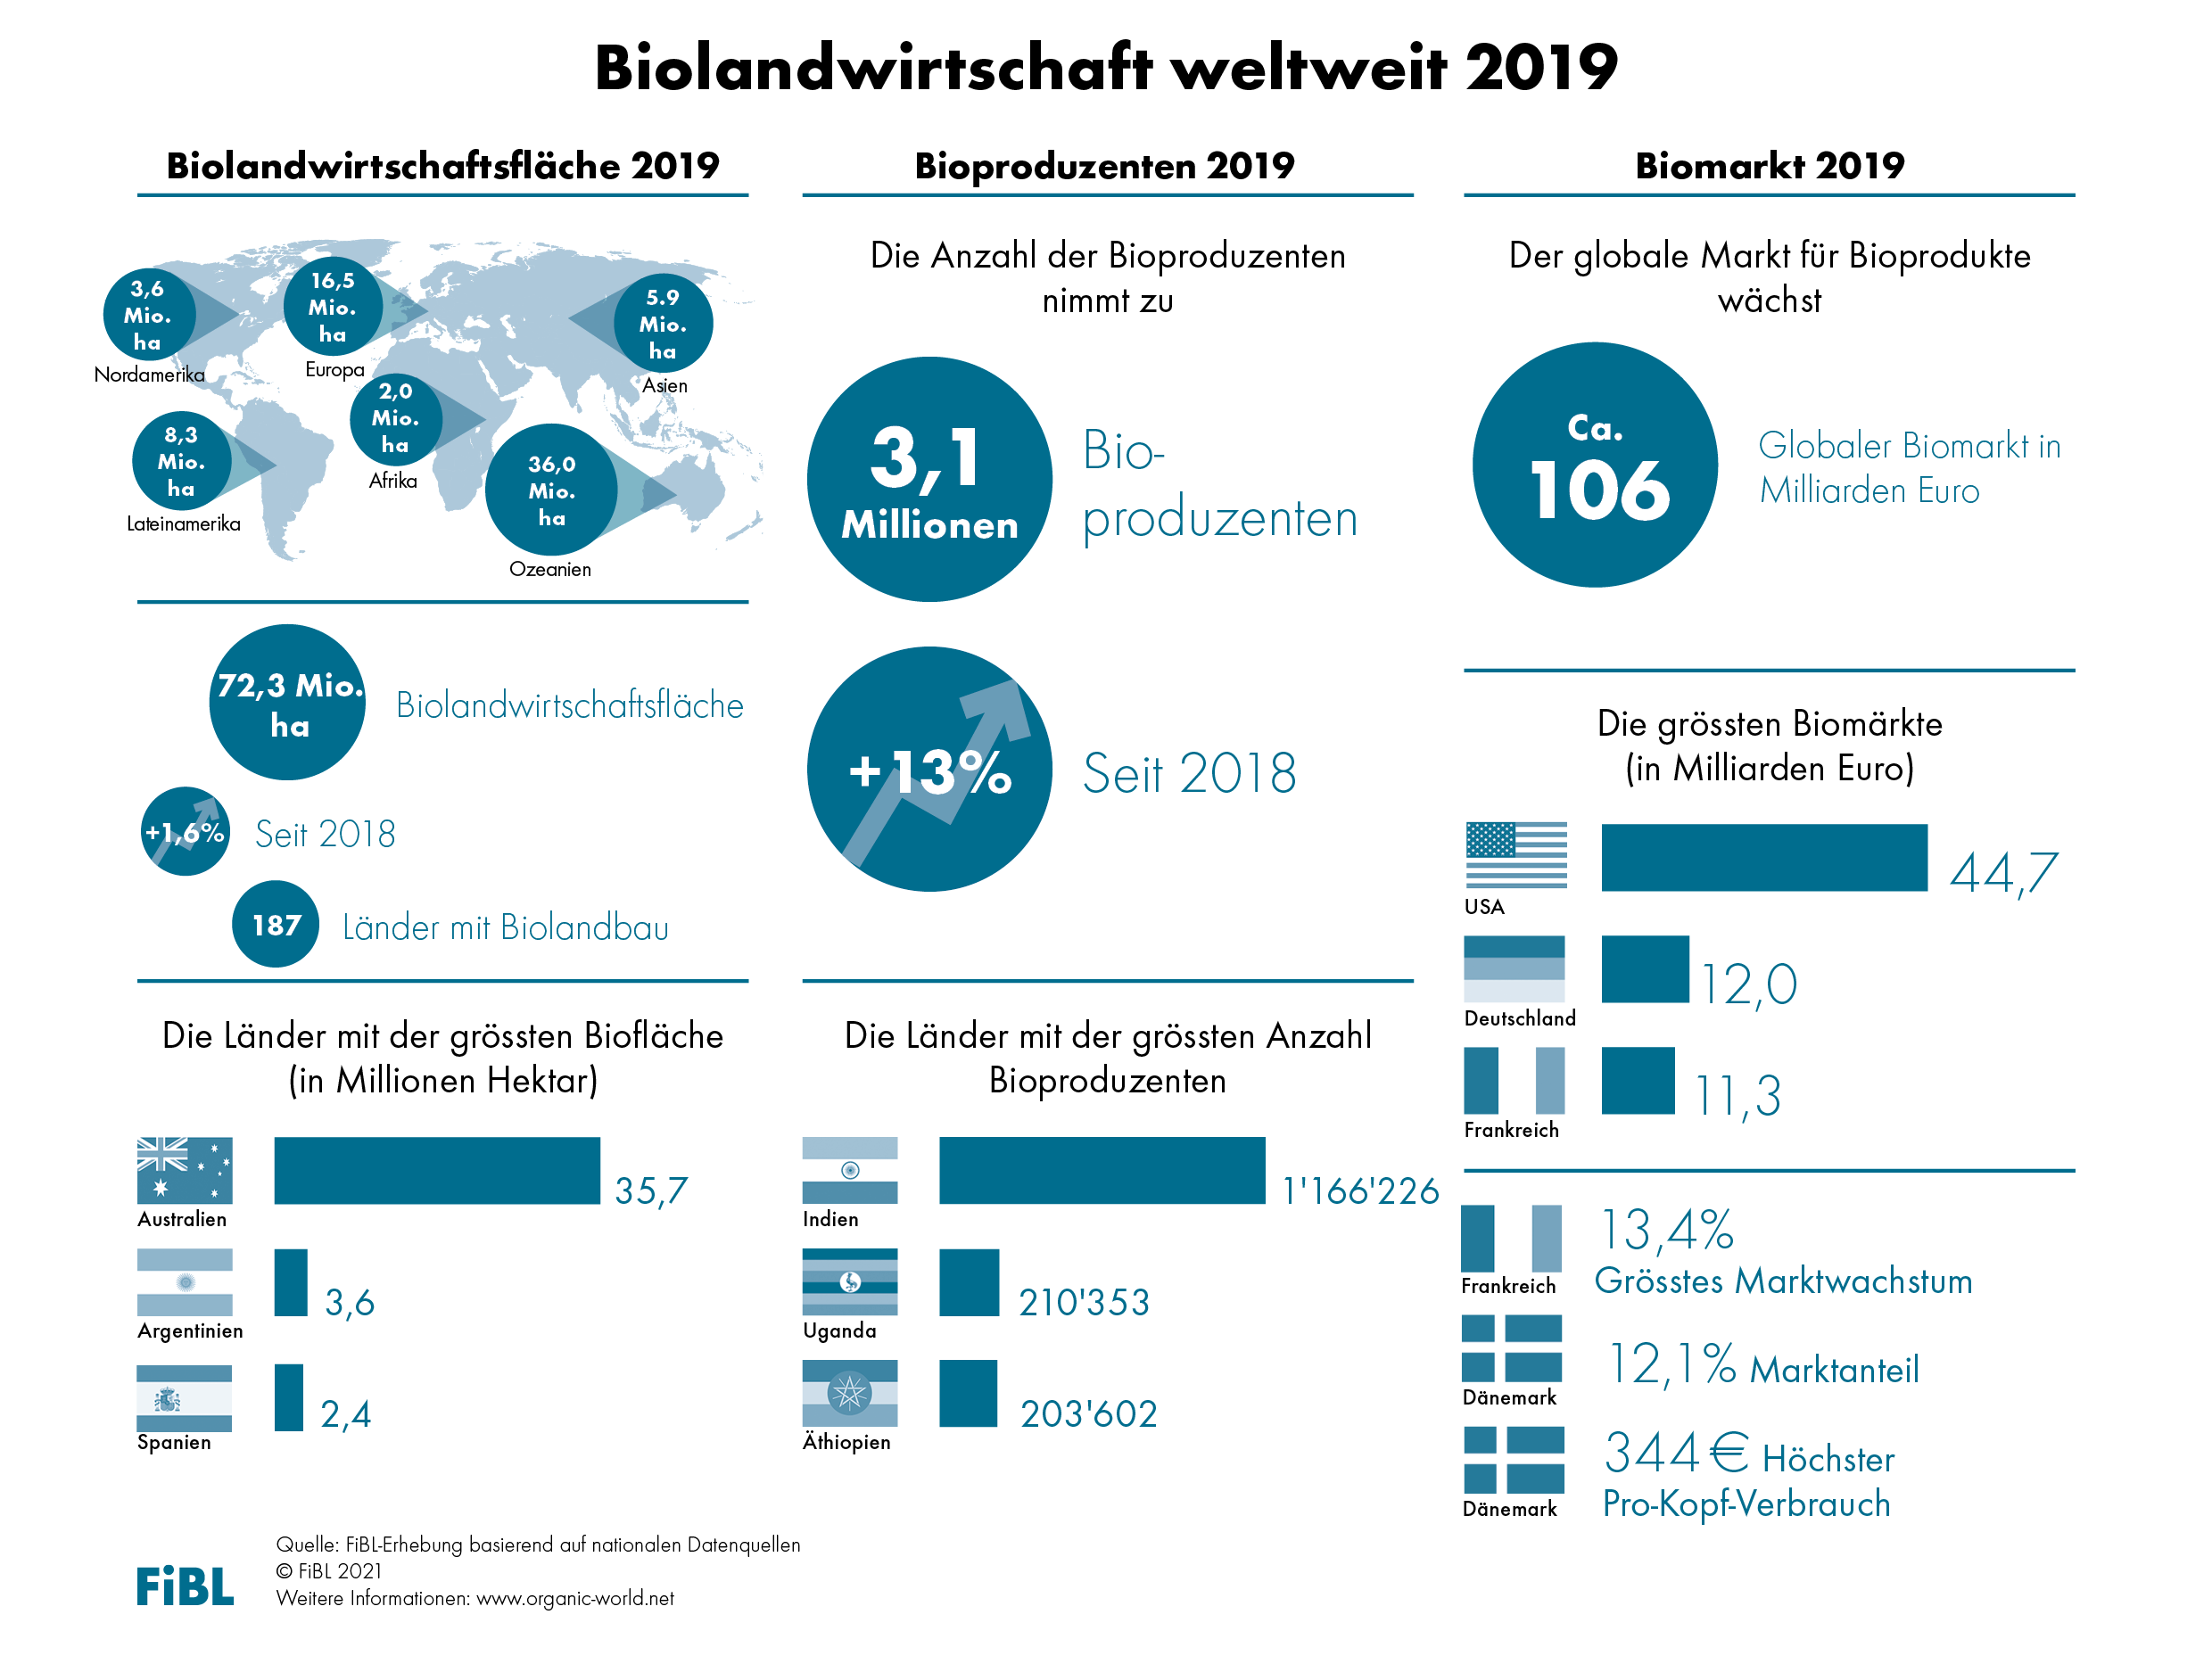 Biolandwirtschaft weltweit 2019
Biolandwirtschaftsfläche 2019
3,6
Mio.
ha
Nordamerika
16,5
Mio.
ha
Europa
5.9
Mio.
ha
Asien
8,3
Mio.
ha
Lateinamerika
2,0
Mio.
ha
Afrika
36,0
Mio.
ha
Ozeanien
72,3 Mio.
ha
Biolandwirtschaftsfläche
+1,6%
Seit 2018
187
Länder mit Biolandbau
Die Länder mit der grössten Biofläche
(in Millionen Hektar)
Australien
35,7
Argentinien
3,6
Spanien
2,4
Bioproduzenten 2019
Die Anzahl der Bioproduzenten
nimmt zu
3,1
Millionen
Bio-
produzenten
+13%
Seit 2018
Die Länder mit der grössten Anzahl
Bioproduzenten
Indien
1'166'226
Uganda
210'353
Äthiopien
203'602
Biomarkt 2019
Der globale Markt für Bioprodukte
wächst
Ca.
106
Globaler Biomarkt in
Milliarden Euro
Die grössten Biomärkte
(in Milliarden Euro)
USA
44,7
Deutschland
12,0
Frankreich
11,3
Frankreich
13,4%
Grösstes Marktwachstum
Dänemark
12,1% Marktanteil
Dänemark
344 € Höchster
Pro-Kopf-Verbrauch
FiBL
Quelle: FiBL-Erhebung basierend auf nationalen Datenquellen
© FiBL 2021
Weitere Informationen: www.organic-world.net